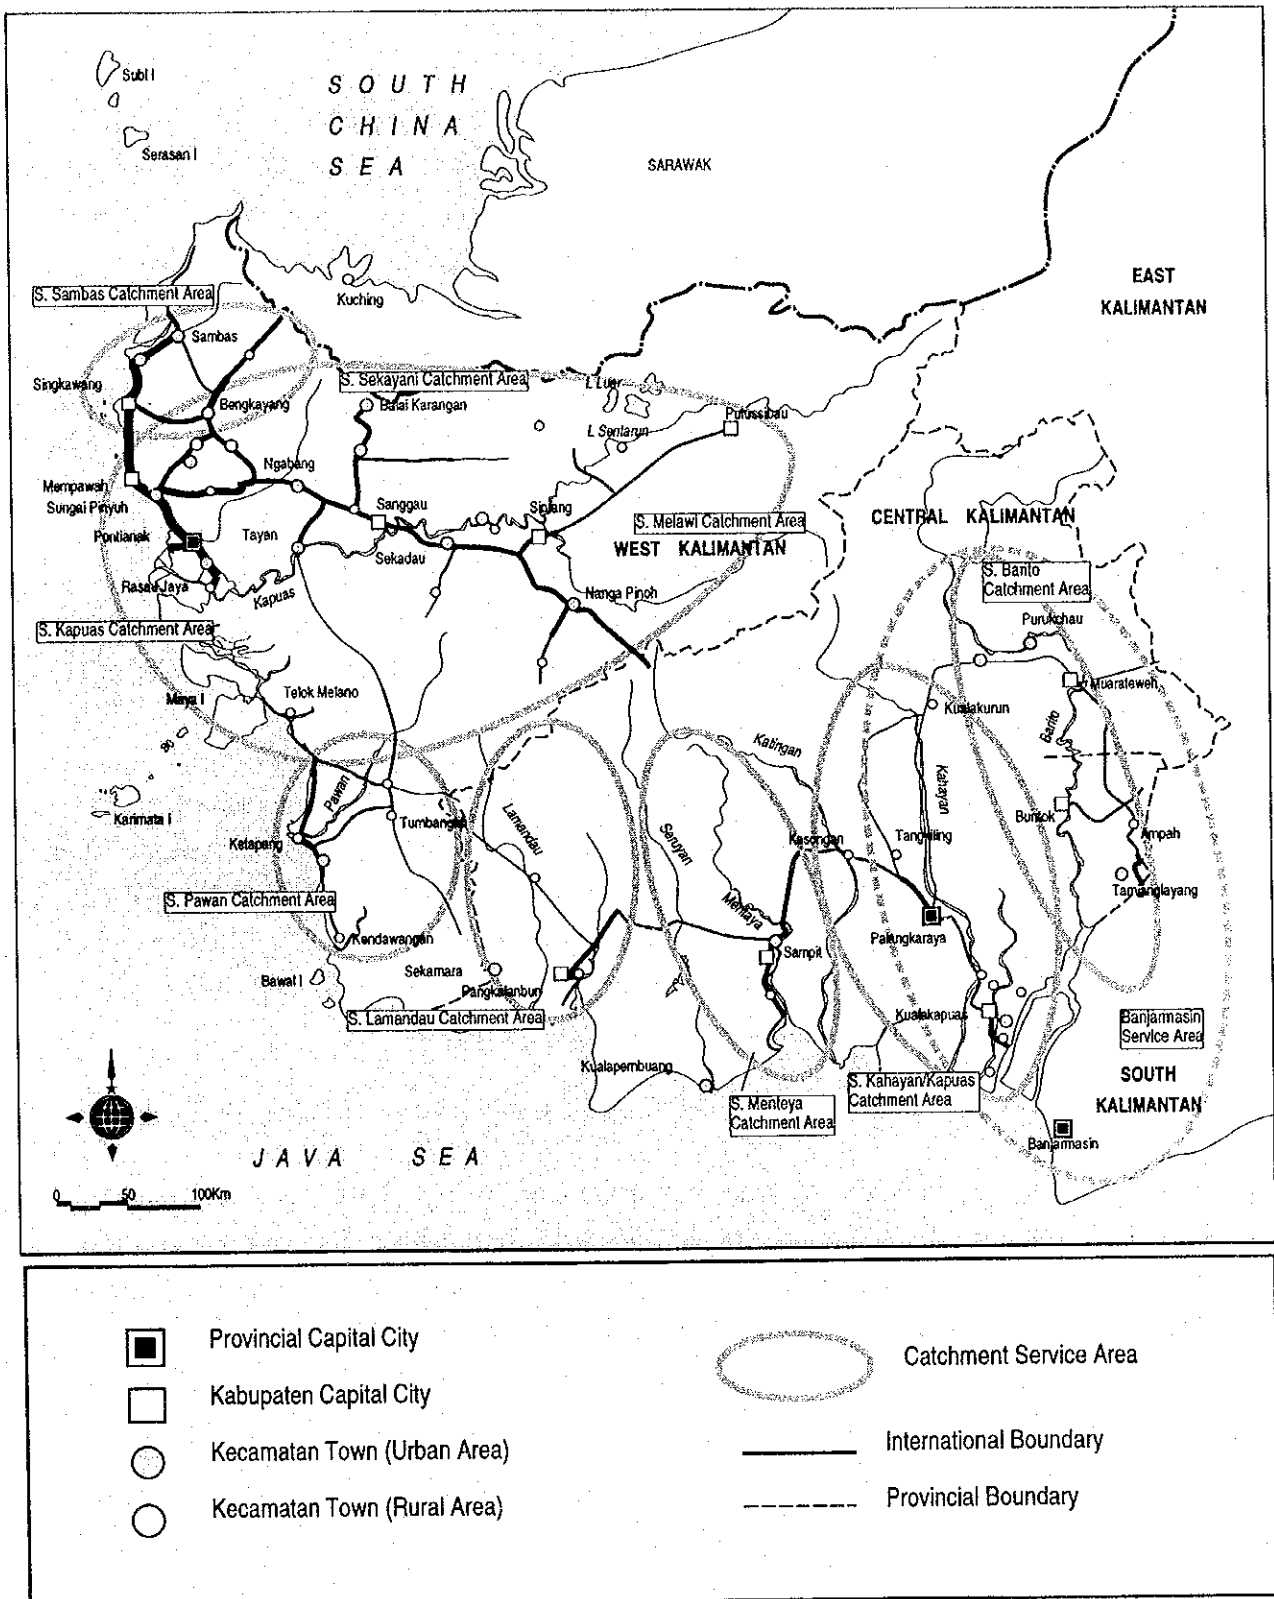 SOUTH
CHINA
SEA
Subi I
Serasan I
SARAWAK
EAST
KALIMANTAN
Kuching
S. Sambas Catchment Area
Sambas
Singkawang
Bengkayang
S. Sekayani Catchment Area
Balai Karangan
L Luar
L Sentarun
Putussibau
Ngabang
Mempawah
Sungai Pinyuh
Sanggau
Sintang
S. Melawi Catchment Area
CENTRAL KALIMANTAN
Pontianak
Tayan
Sekadau
WEST KALIMANTAN
Rasau Jaya
Kapuas
Nanga Pinoh
S. Banto
Catchment Area
Purukchau
S. Kapuas Catchment Area
Maya I
Telok Melano
Muarateweh
Kualakurun
Barito
Katingan
Kahayan
Karimata I
Pawan
Tumbang
Lamandau
Seruyan
Buntok
Ampah
Ketapang
Kasongan
Tangkiling
Tamianglayang
S. Pawan Catchment Area
Mentaya
Kendawangan
Sampit
Palangkaraya
Bawal I
Sekamara
Pangkalanbun
S. Lamandau Catchment Area
Kualakapuas
Banjarmasin
Service Area
Kualapembuang
S. Menteya
Catchment Area
S. Kahayan/Kapuas
Catchment Area
SOUTH
KALIMANTAN
Banjarmasin
JAVA SEA
0 50 100Km
Provincial Capital City
Kabupaten Capital City
Kecamatan Town (Urban Area)
Kecamatan Town (Rural Area)
Catchment Service Area
International Boundary
Provincial Boundary